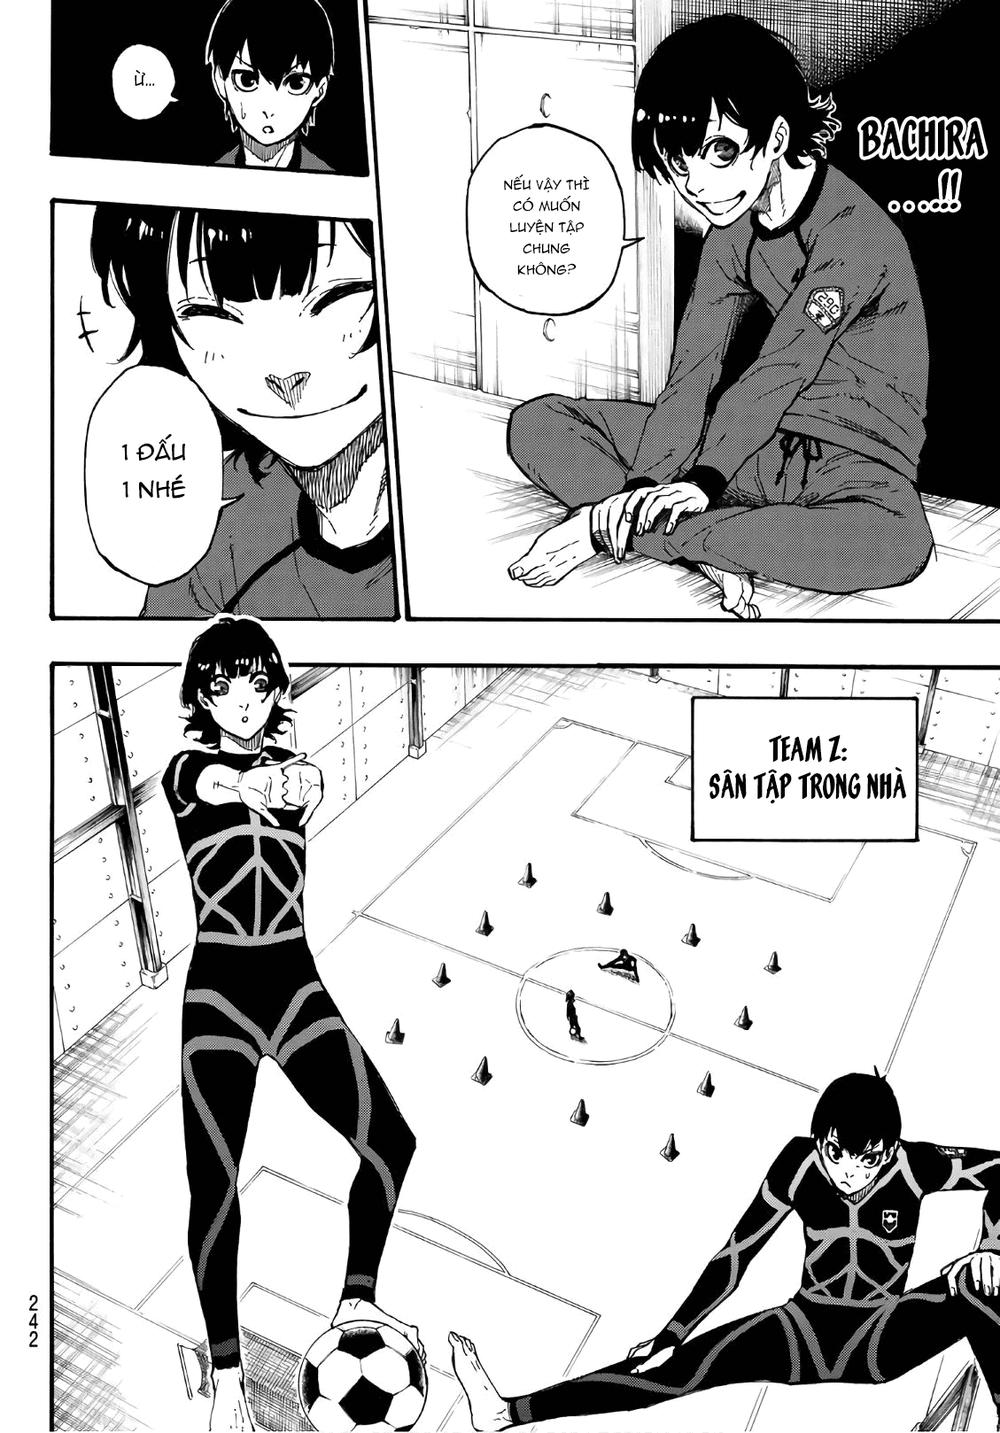 BACHIRA
...!!
NẾU VẬY THÌ
CÓ MUỐN
LUYỆN TẬP
CHUNG
KHÔNG?
Ừ...
1 ĐẤU
1 NHÉ
TEAM Z:
SÂN TẬP TRONG NHÀ
242